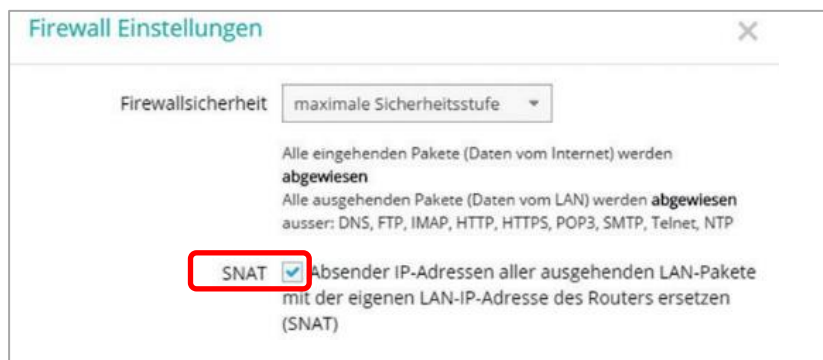 Firewall Einstellungen
Firewallsicherheit maximale Sicherheitsstufe
Alle eingehenden Pakete (Daten vom Internet) werden
abgewiesen
Alle ausgehenden Pakete (Daten vom LAN) werden abgewiesen
ausser: DNS, FTP, IMAP, HTTP, HTTPS, POP3, SMTP, Telnet, NTP
SNAT Absender IP-Adressen aller ausgehenden LAN-Pakete
mit der eigenen LAN-IP-Adresse des Routers ersetzen
(SNAT)